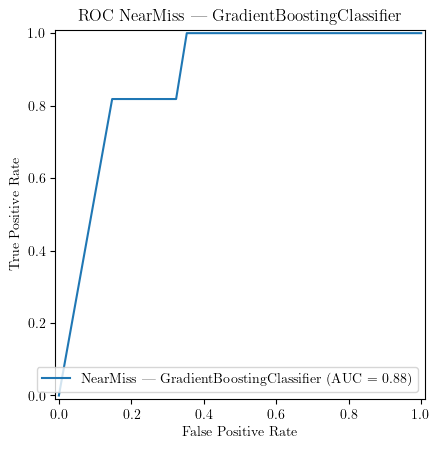 ROC NearMiss — GradientBoostingClassifier
1.0
0.8
0.6
0.4
0.2
0.0
True Positive Rate
NearMiss — GradientBoostingClassifier (AUC = 0.88)
0.0 0.2 0.4 0.6 0.8 1.0
False Positive Rate